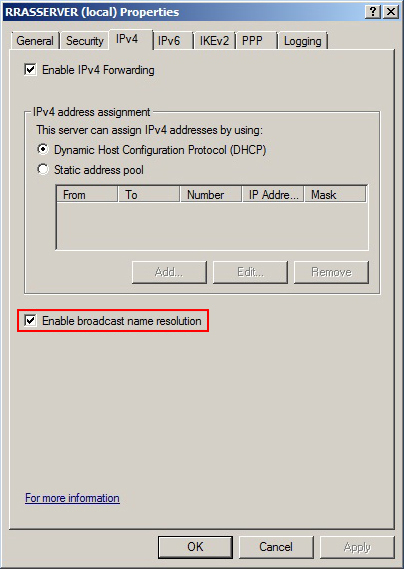 RRASSERVER (local) Properties
General Security IPv4 IPv6 IKEv2 PPP Logging
Enable IPv4 Forwarding
IPv4 address assignment
This server can assign IPv4 addresses by using:
Dynamic Host Configuration Protocol (DHCP)
Static address pool
From To Number IP Addre... Mask
Add... Edit... Remove
Enable broadcast name resolution
For more information
OK Cancel Apply